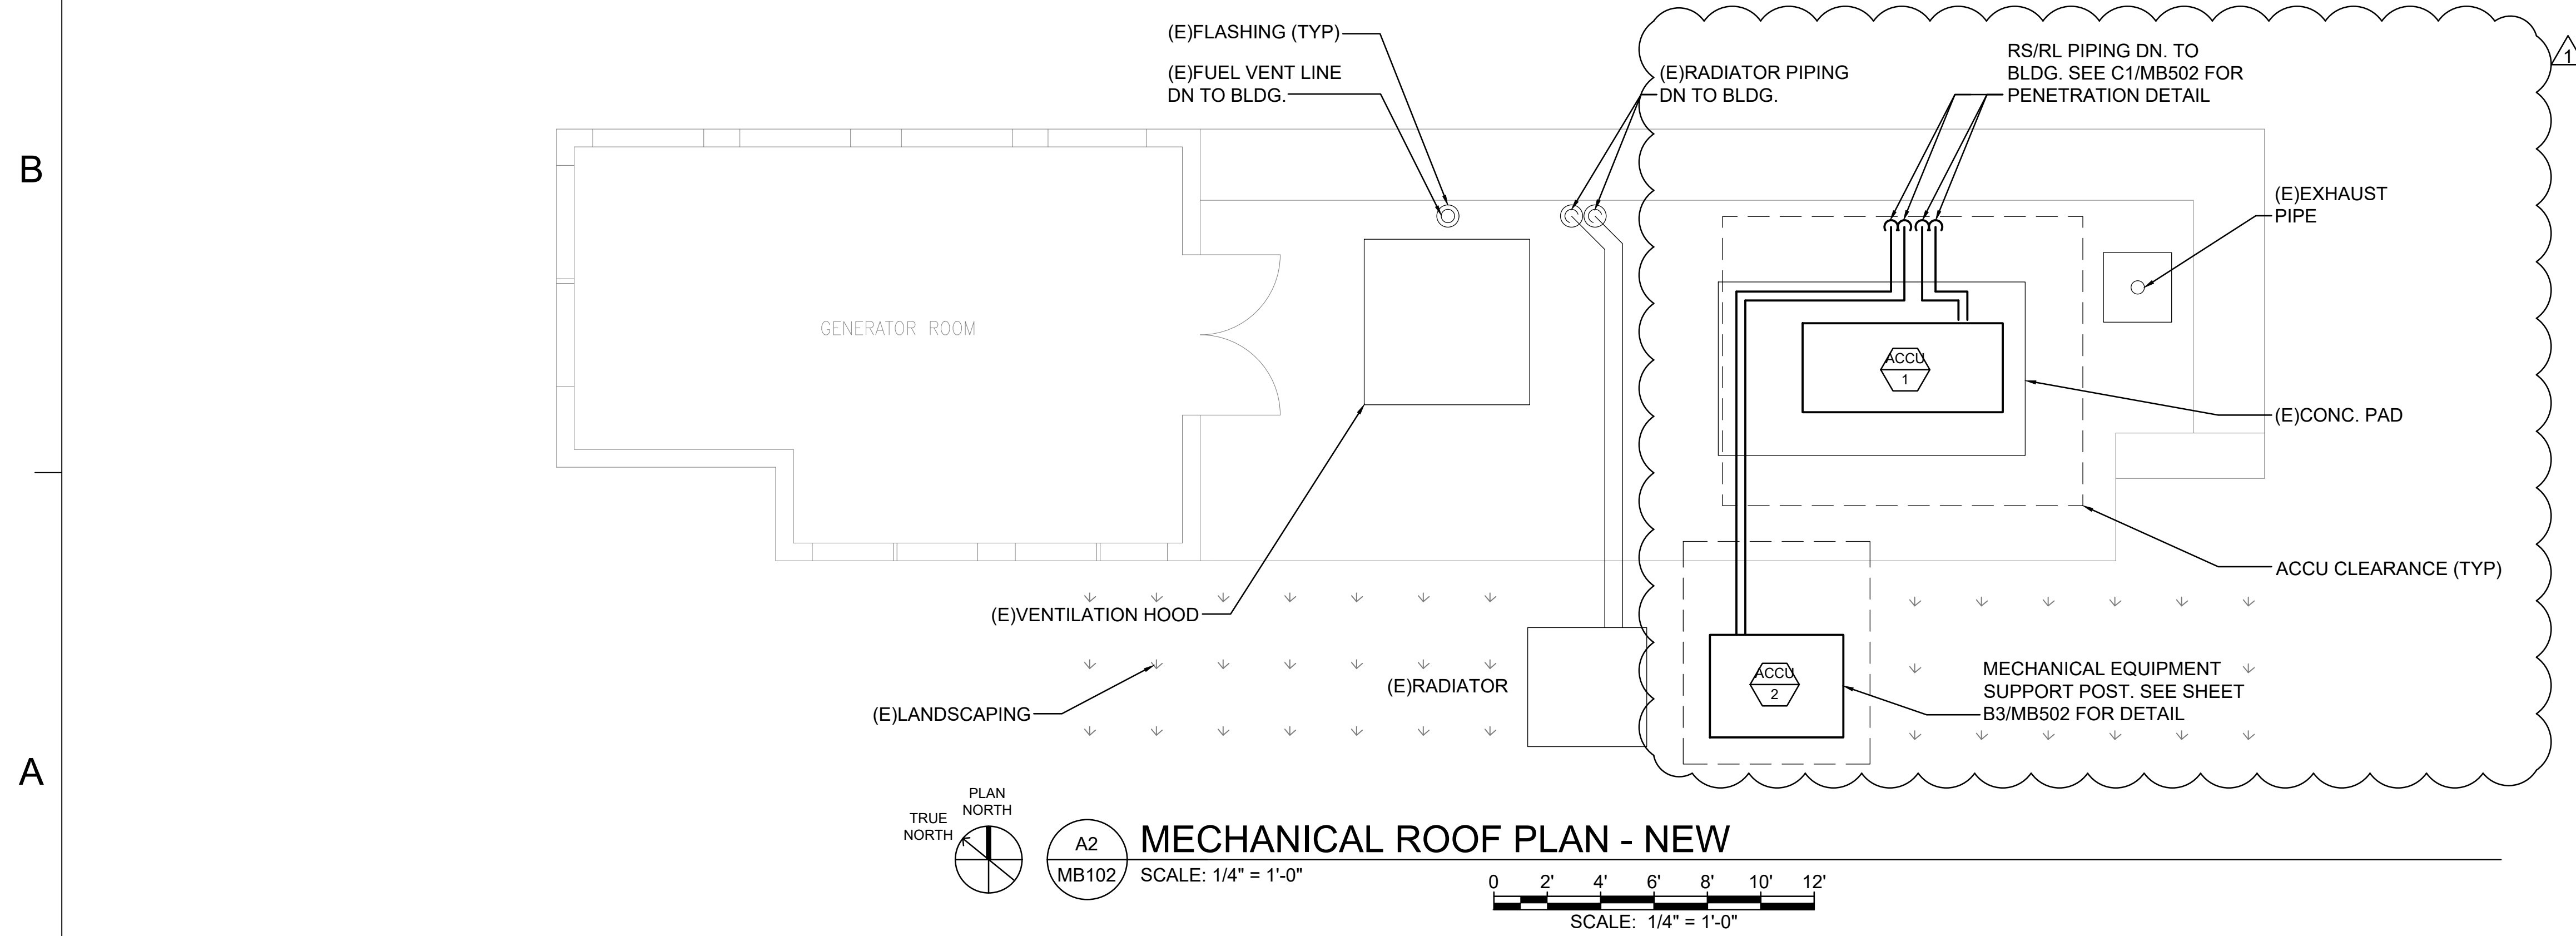 (E)FLASHING (TYP)
(E)FUEL VENT LINE
DN TO BLDG.
(E)RADIATOR PIPING
DN TO BLDG.
RS/RL PIPING DN. TO
BLDG. SEE C1/MB502 FOR
PENETRATION DETAIL
1
B
(E)EXHAUST
PIPE
GENERATOR ROOM
ACCU
1
(E)CONC. PAD
ACCU CLEARANCE (TYP)
(E)VENTILATION HOOD
(E)RADIATOR
ACCU
2
MECHANICAL EQUIPMENT
SUPPORT POST. SEE SHEET
B3/MB502 FOR DETAIL
(E)LANDSCAPING
A
PLAN
NORTH
TRUE
NORTH
A2
MB102
MECHANICAL ROOF PLAN - NEW
SCALE: 1/4" = 1'-0"
0 2' 4' 6' 8' 10' 12'
SCALE: 1/4" = 1'-0"